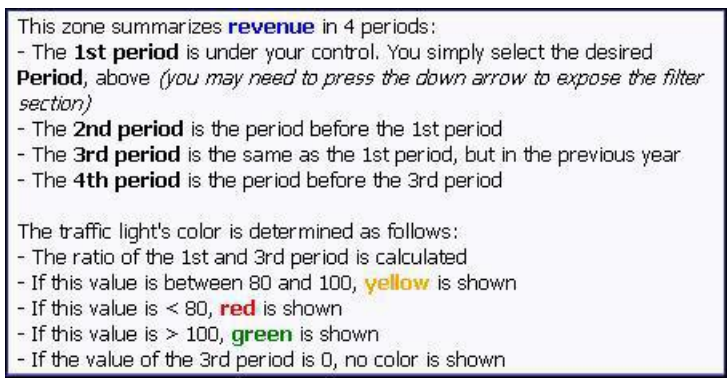 This zone summarizes revenue in 4 periods:
- The 1st period is under your control. You simply select the desired
Period, above (you may need to press the down arrow to expose the filter
section)
- The 2nd period is the period before the 1st period
- The 3rd period is the same as the 1st period, but in the previous year
- The 4th period is the period before the 3rd period
The traffic light's color is determined as follows:
- The ratio of the 1st and 3rd period is calculated
- If this value is between 80 and 100, yellow is shown
- If this value is < 80, red is shown
- If this value is > 100, green is shown
- If the value of the 3rd period is 0, no color is shown